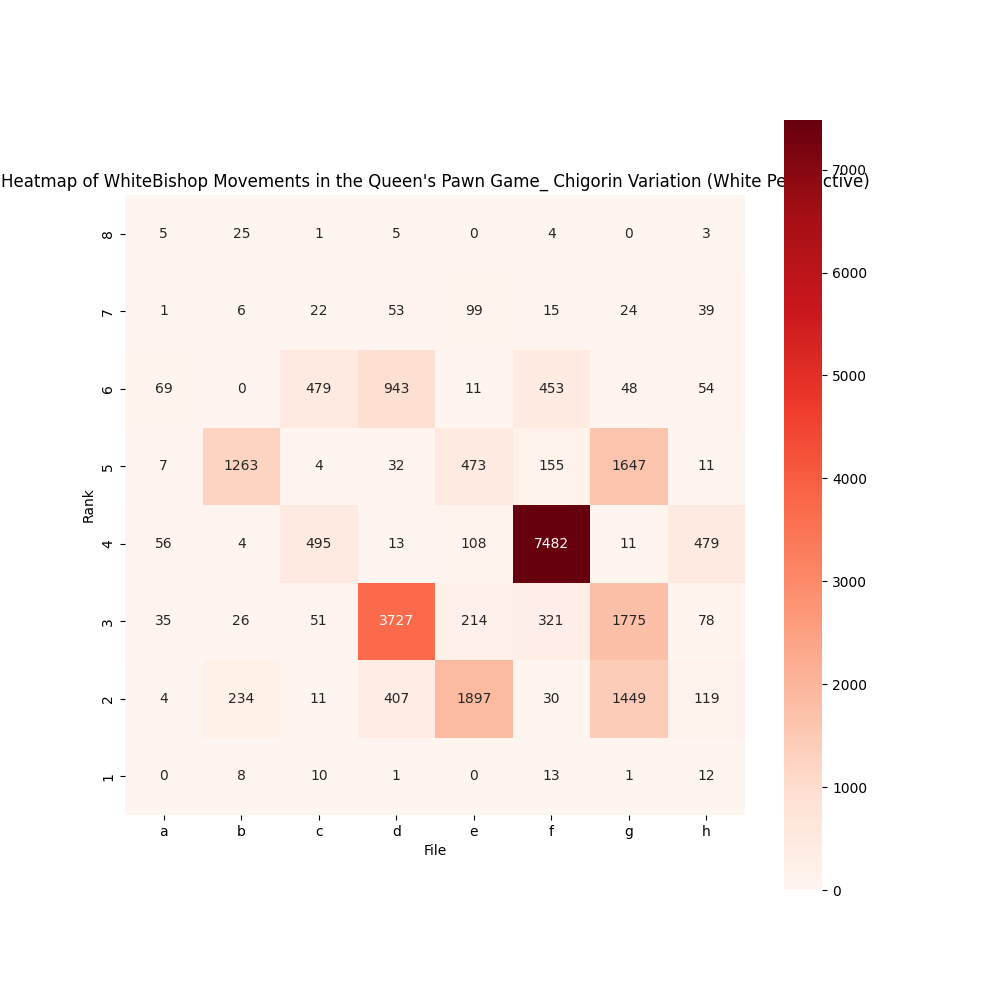 Heatmap of WhiteBishop Movements in the Queen's Pawn Game_ Chigorin Variation (White Pe ctive)
7000
8 5 25 1 5 0 4 0 3
6000
7 1 6 22 53 99 15 24 39
5000
6 69 0 479 943 11 453 48 54
5 7 1263 4 32 473 155 1647 11
4000
Rank
4 56 4 495 13 108 7482 11 479
3000
3 35 26 51 3727 214 321 1775 78
2000
2 4 234 11 407 1897 30 1449 119
1000
1 0 8 10 1 0 13 1 12
a b c d e f g h
File
0